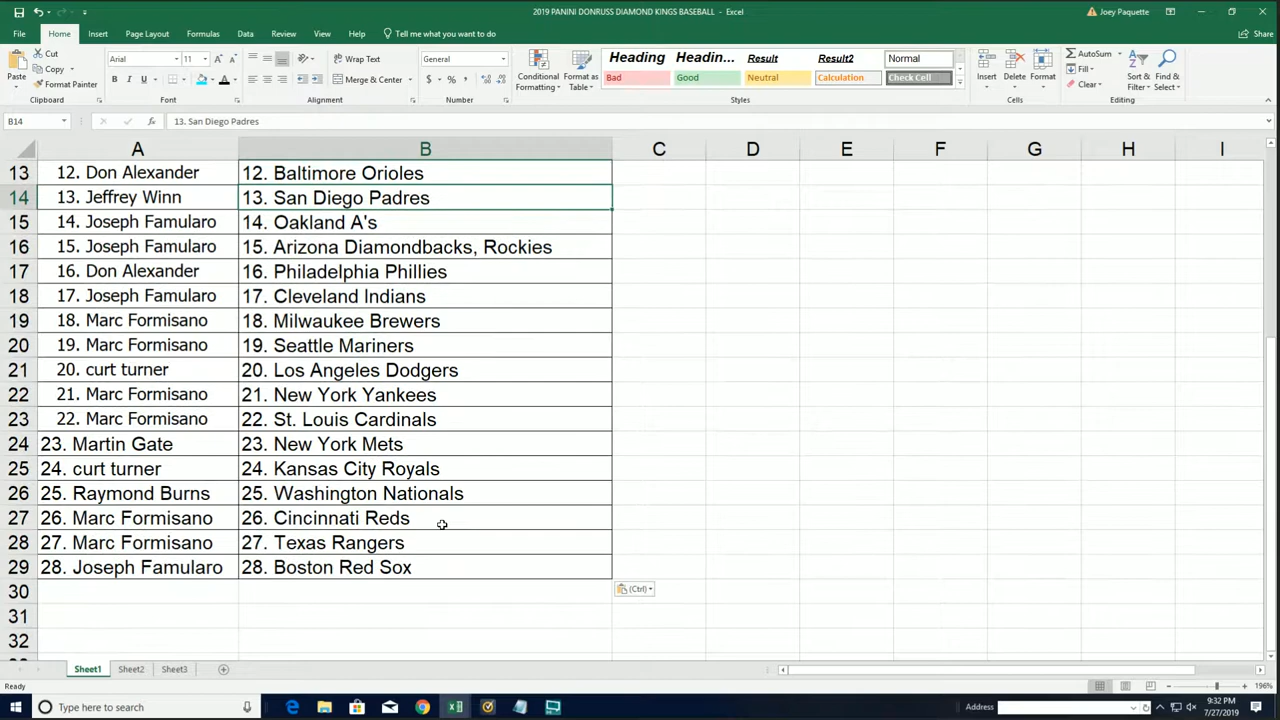 2019 PANINI DONRUSS DIAMOND KINGS BASEBALL - Excel
Joey Paquette
File Home Insert Page Layout Formulas Data Review View Help Tell me what you want to do Share
Paste Cut Copy Format Painter Clipboard
Arial 11 Font
Wrap Text Merge & Center Alignment
General Number
Conditional Formatting Format as Table
Heading Headin... Result Result2 Normal
Bad Good Neutral Calculation Check Cell
Styles
Insert Delete Format Cells
AutoSum Fill Clear Sort & Filter Find & Select Editing
B14 13. San Diego Padres
A B C D E F G H I
13 12. Don Alexander 12. Baltimore Orioles
14 13. Jeffrey Winn 13. San Diego Padres
15 14. Joseph Famularo 14. Oakland A's
16 15. Joseph Famularo 15. Arizona Diamondbacks, Rockies
17 16. Don Alexander 16. Philadelphia Phillies
18 17. Joseph Famularo 17. Cleveland Indians
19 18. Marc Formisano 18. Milwaukee Brewers
20 19. Marc Formisano 19. Seattle Mariners
21 20. curt turner 20. Los Angeles Dodgers
22 21. Marc Formisano 21. New York Yankees
23 22. Marc Formisano 22. St. Louis Cardinals
24 23. Martin Gate 23. New York Mets
25 24. curt turner 24. Kansas City Royals
26 25. Raymond Burns 25. Washington Nationals
27 26. Marc Formisano 26. Cincinnati Reds
28 27. Marc Formisano 27. Texas Rangers
29 28. Joseph Famularo 28. Boston Red Sox
30 (Ctrl)
31
32
Sheet1 Sheet2 Sheet3
Ready 196%
Type here to search Address 9:32 PM
7/27/2019